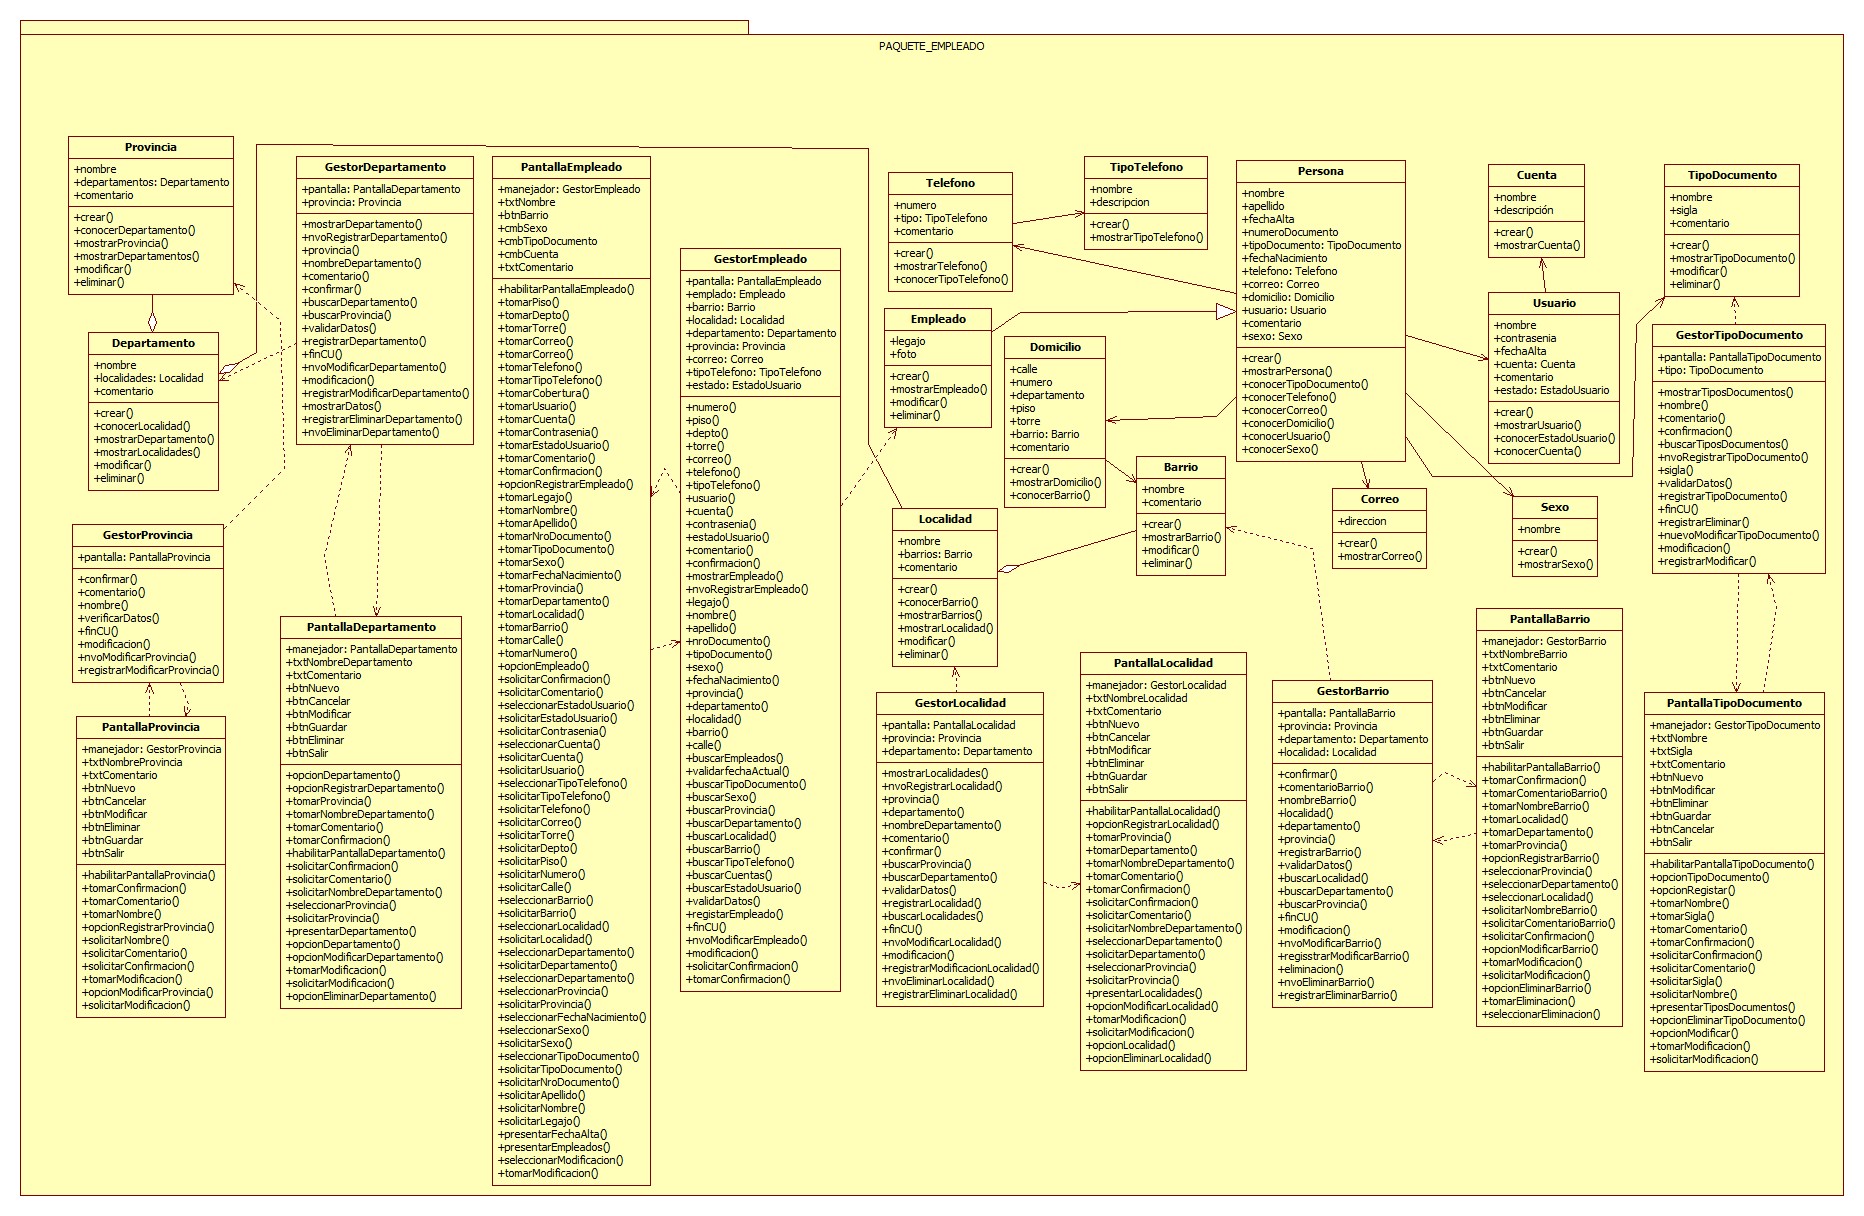 PAQUETE_EMPLEADO
Provincia
+nombre
+departamentos: Departamento
+comentario
+crear()
+conocerDepartamento()
+mostrarProvincia()
+mostrarDepartamentos()
+modificar()
+eliminar()
Departamento
+nombre
+localidades: Localidad
+comentario
+crear()
+conocerLocalidad()
+mostrarDepartamento()
+mostrarLocalidades()
+modificar()
+eliminar()
GestorProvincia
+pantalla: PantallaProvincia
+confirmar()
+comentario()
+nombre()
+verificarDatos()
+finCU()
+modificacion()
+nvoModificarProvincia()
+registrarModificarProvincia()
PantallaProvincia
+manejador: GestorProvincia
+txtNombreProvincia
+txtComentario
+btnNuevo
+btnCancelar
+btnModificar
+btnEliminar
+btnGuardar
+btnSalir
+habilitarPantallaProvincia()
+tomarConfirmacion()
+tomarComentario()
+tomarNombre()
+opcionRegistrarProvincia()
+solicitarNombre()
+solicitarComentario()
+solicitarConfirmacion()
+tomarModificacion()
+opcionModificarProvincia()
+solicitarModificacion()
GestorDepartamento
+pantalla: PantallaDepartamento
+provincia: Provincia
+mostrarDepartamento()
+nvoRegistrarDepartamento()
+provincia()
+nombreDepartamento()
+comentario()
+confirmar()
+buscarDepartamento()
+buscarProvincia()
+validarDatos()
+registrarDepartamento()
+finCU()
+nvoModificarDepartamento()
+modificacion()
+registrarModificarDepartamento()
+mostrarDatos()
+registrarEliminarDepartamento()
+nvoEliminarDepartamento()
PantallaDepartamento
+manejador: PantallaDepartamento
+txtNombreDepartamento
+txtComentario
+btnNuevo
+btnCancelar
+btnModificar
+btnGuardar
+btnEliminar
+btnSalir
+opcionDepartamento()
+opcionRegistrarDepartamento()
+tomarProvincia()
+tomarNombreDepartamento()
+tomarComentario()
+tomarConfirmacion()
+habilitarPantallaDepartamento()
+solicitarConfirmacion()
+solicitarComentario()
+solicitarNombreDepartamento()
+seleccionarProvincia()
+solicitarProvincia()
+presentarDepartamento()
+opcionDepartamento()
+opcionModificarDepartamento()
+tomarModificacion()
+solicitarModificacion()
+opcionEliminarDepartamento()
PantallaEmpleado
+manejador: GestorEmpleado
+txtNombre
+btnBarrio
+cmbSexo
+cmbTipoDocumento
+cmbCuenta
+txtComentario
+habilitarPantallaEmpleado()
+tomarPiso()
+tomarDepto()
+tomarTorre()
+tomarCorreo()
+tomarCorreo()
+tomarTelefono()
+tomarTipoTelefono()
+tomarCobertura()
+tomarUsuario()
+tomarCuenta()
+tomarContrasenia()
+tomarEstadoUsuario()
+tomarComentario()
+tomarConfirmacion()
+opcionRegistrarEmpleado()
+tomarLegajo()
+tomarNombre()
+tomarApellido()
+tomarNroDocumento()
+tomarTipoDocumento()
+tomarSexo()
+tomarFechaNacimiento()
+tomarProvincia()
+tomarDepartamento()
+tomarLocalidad()
+tomarBarrio()
+tomarCalle()
+tomarNumero()
+opcionEmpleado()
+solicitarConfirmacion()
+solicitarComentario()
+seleccionarEstadoUsuario()
+solicitarEstadoUsuario()
+solicitarContrasenia()
+seleccionarCuenta()
+solicitarCuenta()
+solicitarUsuario()
+seleccionarTipoTelefono()
+solicitarTipoTelefono()
+solicitarTelefono()
+solicitarCorreo()
+solicitarTorre()
+solicitarDepto()
+solicitarPiso()
+solicitarNumero()
+solicitarCalle()
+seleccionarBarrio()
+solicitarBarrio()
+seleccionarLocalidad()
+solicitarLocalidad()
+seleccionarDepartamento()
+solicitarDepartamento()
+seleccionarDepartamento()
+seleccionarProvincia()
+solicitarProvincia()
+seleccionarFechaNacimiento()
+seleccionarSexo()
+solicitarSexo()
+seleccionarTipoDocumento()
+solicitarTipoDocumento()
+solicitarNroDocumento()
+solicitarApellido()
+solicitarNombre()
+solicitarLegajo()
+presentarFechaAlta()
+presentarEmpleados()
+seleccionarModificacion()
+tomarModificacion()
GestorEmpleado
+pantalla: PantallaEmpleado
+emplado: Empleado
+barrio: Barrio
+localidad: Localidad
+departamento: Departamento
+provincia: Provincia
+correo: Correo
+tipoTelefono: TipoTelefono
+estado: EstadoUsuario
+numero()
+piso()
+depto()
+torre()
+correo()
+telefono()
+tipoTelefono()
+usuario()
+cuenta()
+contrasenia()
+estadoUsuario()
+comentario()
+confirmacion()
+mostrarEmpleado()
+nvoRegistrarEmpleado()
+legajo()
+nombre()
+apellido()
+nroDocumento()
+tipoDocumento()
+sexo()
+fechaNacimiento()
+provincia()
+departamento()
+localidad()
+barrio()
+calle()
+buscarEmpleados()
+validarfechaActual()
+buscarTipoDocumento()
+buscarSexo()
+buscarProvincia()
+buscarDepartamento()
+buscarLocalidad()
+buscarBarrio()
+buscarTipoTelefono()
+buscarCuentas()
+buscarEstadoUsuario()
+validarDatos()
+registarEmpleado()
+finCU()
+nvoModificarEmpleado()
+modificacion()
+solicitarConfirmacion()
+tomarConfirmacion()
Telefono
+numero
+tipo: TipoTelefono
+comentario
+crear()
+mostrarTelefono()
+conocerTipoTelefono()
TipoTelefono
+nombre
+descripcion
+crear()
+mostrarTipoTelefono()
Empleado
+legajo
+foto
+crear()
+mostrarEmpleado()
+modificar()
+eliminar()
Domicilio
+calle
+numero
+departamento
+piso
+torre
+barrio: Barrio
+comentario
+crear()
+mostrarDomicilio()
+conocerBarrio()
Barrio
+nombre
+comentario
+crear()
+mostrarBarrio()
+modificar()
+eliminar()
Localidad
+nombre
+barrios: Barrio
+comentario
+crear()
+conocerBarrio()
+mostrarBarrios()
+mostrarLocalidad()
+modificar()
+eliminar()
GestorLocalidad
+pantalla: PantallaLocalidad
+provincia: Provincia
+departamento: Departamento
+mostrarLocalidades()
+nvoRegistrarLocalidad()
+provincia()
+departamento()
+nombreDepartamento()
+comentario()
+confirmar()
+buscarProvincia()
+buscarDepartamento()
+validarDatos()
+registrarLocalidad()
+buscarLocalidades()
+finCU()
+nvoModificarLocalidad()
+modificacion()
+registrarModificacionLocalidad()
+nvoEliminarLocalidad()
+registrarEliminarLocalidad()
PantallaLocalidad
+manejador: GestorLocalidad
+txtNombreLocalidad
+txtComentario
+btnNuevo
+btnCancelar
+btnModificar
+btnElimrar
+btnGuardar
+btnSalir
+habilitarPantallaLocalidad()
+opcionRegistrarLocalidad()
+tomarProvincia()
+tomarDepartamento()
+tomarNombreDepartamento()
+tomarComentario()
+tomarConfirmacion()
+solicitarConfirmacion()
+solicitarComentario()
+solicitarNombreDepartamento()
+seleccionarDepartamento()
+solicitarDepartamento()
+seleccionarProvincia()
+solicitarProvincia()
+presentarLocalidades()
+opcionModificarLocalidad()
+tomarModificacion()
+solicitarModificacion()
+opcionLocalidad()
+opcionEliminarLocalidad()
Persona
+nombre
+apellido
+fechaAlta
+numeroDocumento
+tipoDocumento: TipoDocumento
+fechaNacimiento
+telefono: Telefono
+correo: Correo
+domicilio: Domicilio
+usuario: Usuario
+comentario
+sexo: Sexo
+crear()
+mostrarPersona()
+conocerTipoDocumento()
+conocerTelefono()
+conocerCorreo()
+conocerDomicilio()
+conocerUsuario()
+conocerSexo()
Correo
+direccion
+crear()
+mostrarCorreo()
Cuenta
+nombre
+descripción
+crear()
+mostrarCuenta()
Usuario
+nombre
+contrasenia
+fechaAlta
+cuenta: Cuenta
+comentario
+estado: EstadoUsuario
+crear()
+mostrarUsuario()
+conocerEstadoUsuario()
+conocerCuenta()
Sexo
+nombre
+crear()
+mostrarSexo()
GestorBarrio
+pantalla: PantallaBarrio
+provincia: Provincia
+departamento: Departamento
+localidad: Localidad
+confirmar()
+comentarioBarrio()
+nombreBarrio()
+localidad()
+departamento()
+provincia()
+registrarBarrio()
+validarDatos()
+buscarLocalidad()
+buscarDepartamento()
+buscarProvincia()
+finCU()
+modificacion()
+nvoModificarBarrio()
+regisstrarModificarBarrio()
+eliminacion()
+nvoEliminarBarrio()
+registrarEliminarBarrio()
PantallaBarrio
+manejador: GestorBarrio
+txtNombreBarrio
+txtComentario
+btnNuevo
+btnCancelar
+btnModificar
+btnEliminar
+btnGuardar
+btnSalir
+habilitarPantallaBarrio()
+tomarConfirmacion()
+tomarComentarioBarrio()
+tomarNombreBarrio()
+tomarLocalidad()
+tomarDepartamento()
+tomarProvincia()
+opcionRegistrarBarrio()
+seleccionarProvincia()
+seleccionarDepartamento()
+seleccionarLocalidad()
+solicitarNombreBarrio()
+solicitarComentarioBarrio()
+solicitarConfirmacion()
+opcionModificarBarrio()
+tomarModificacion()
+solicitarModificacion()
+opcionEliminarBarrio()
+tomarEliminacion()
+seleccionarEliminacion()
TipoDocumento
+nombre
+sigla
+comentario
+crear()
+mostrarTipoDocumento()
+modificar()
+eliminar()
GestorTipoDocumento
+pantalla: PantallaTipoDocumento
+tipo: TipoDocumento
+mostrarTiposDocumentos()
+nombre()
+comentario()
+confirmacion()
+buscarTiposDocumentos()
+nvoRegistrarTipoDocumento()
+sigla()
+validarDatos()
+registrarTipoDocumento()
+finCU()
+registrarEliminar()
+nuevoModificarTipoDocumento()
+modificacion()
+registrarModificar()
PantallaTipoDocumento
+manejador: GestorTipoDocumento
+txtNombre
+txtSigla
+txtComentario
+btnNuevo
+btnModificar
+btnEliminar
+btnGuardar
+btnCancelar
+btnSalir
+habilitarPantallaTipoDocumento()
+opcionTipoDocumento()
+opcionRegistrar()
+tomarNombre()
+tomarSigla()
+tomarComentario()
+tomarConfirmacion()
+solicitarConfirmacion()
+solicitarComentario()
+solicitarSigla()
+solicitarNombre()
+presentarTiposDocumentos()
+opcionEliminarTipoDocumento()
+opcionModificar()
+tomarModificacion()
+solicitarModificacion()